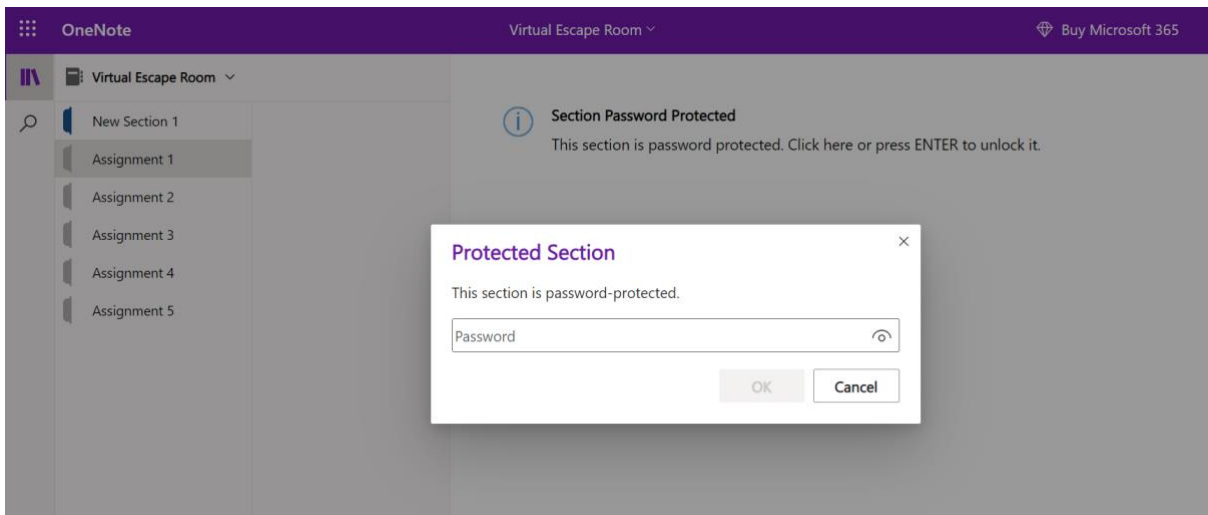 OneNote
Virtual Escape Room
Buy Microsoft 365
Virtual Escape Room
New Section 1
Assignment 1
Assignment 2
Assignment 3
Assignment 4
Assignment 5
Section Password Protected
This section is password protected. Click here or press ENTER to unlock it.
Protected Section
This section is password-protected.
Password
OK
Cancel